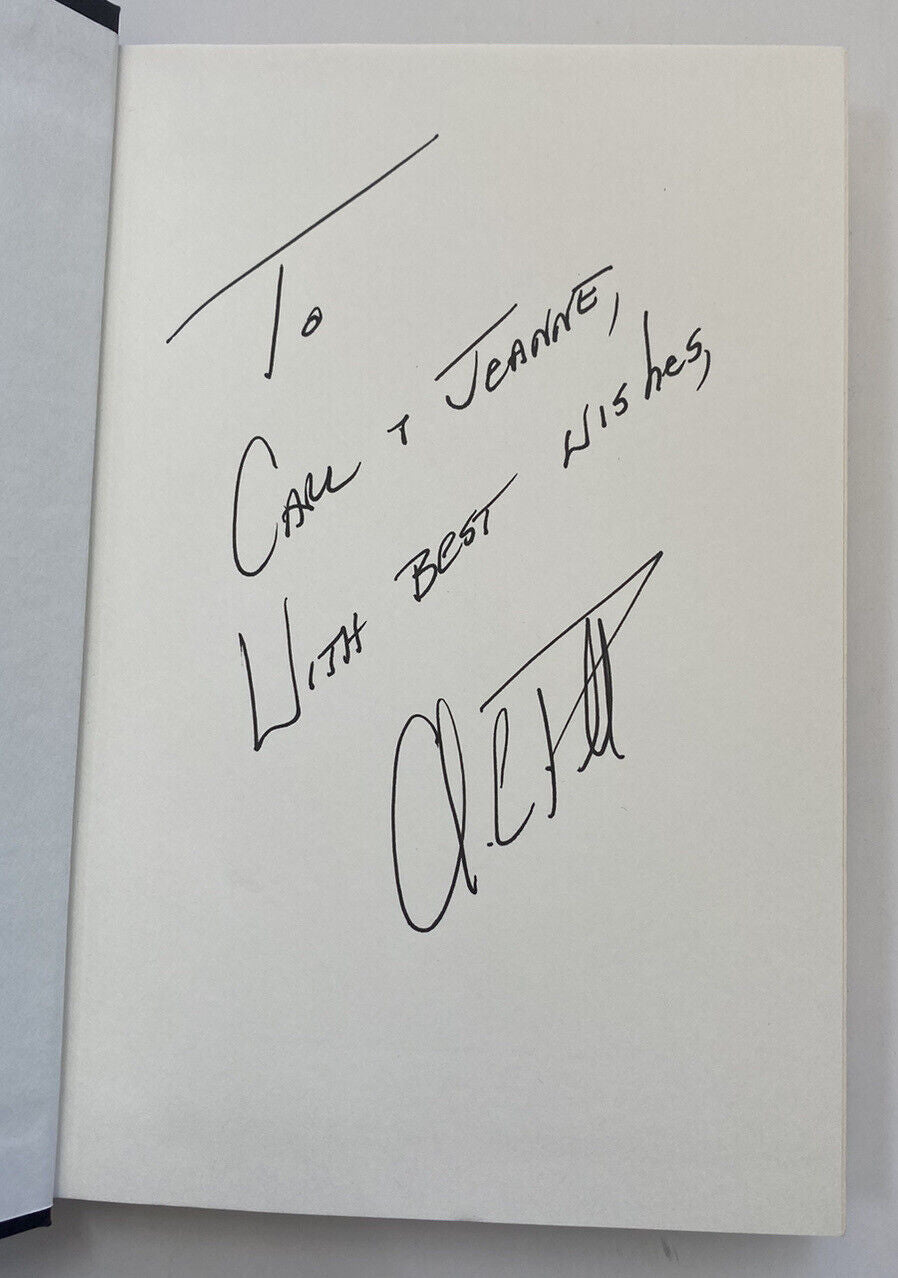 To
Carl + Jeanne,
With Best Wishes,